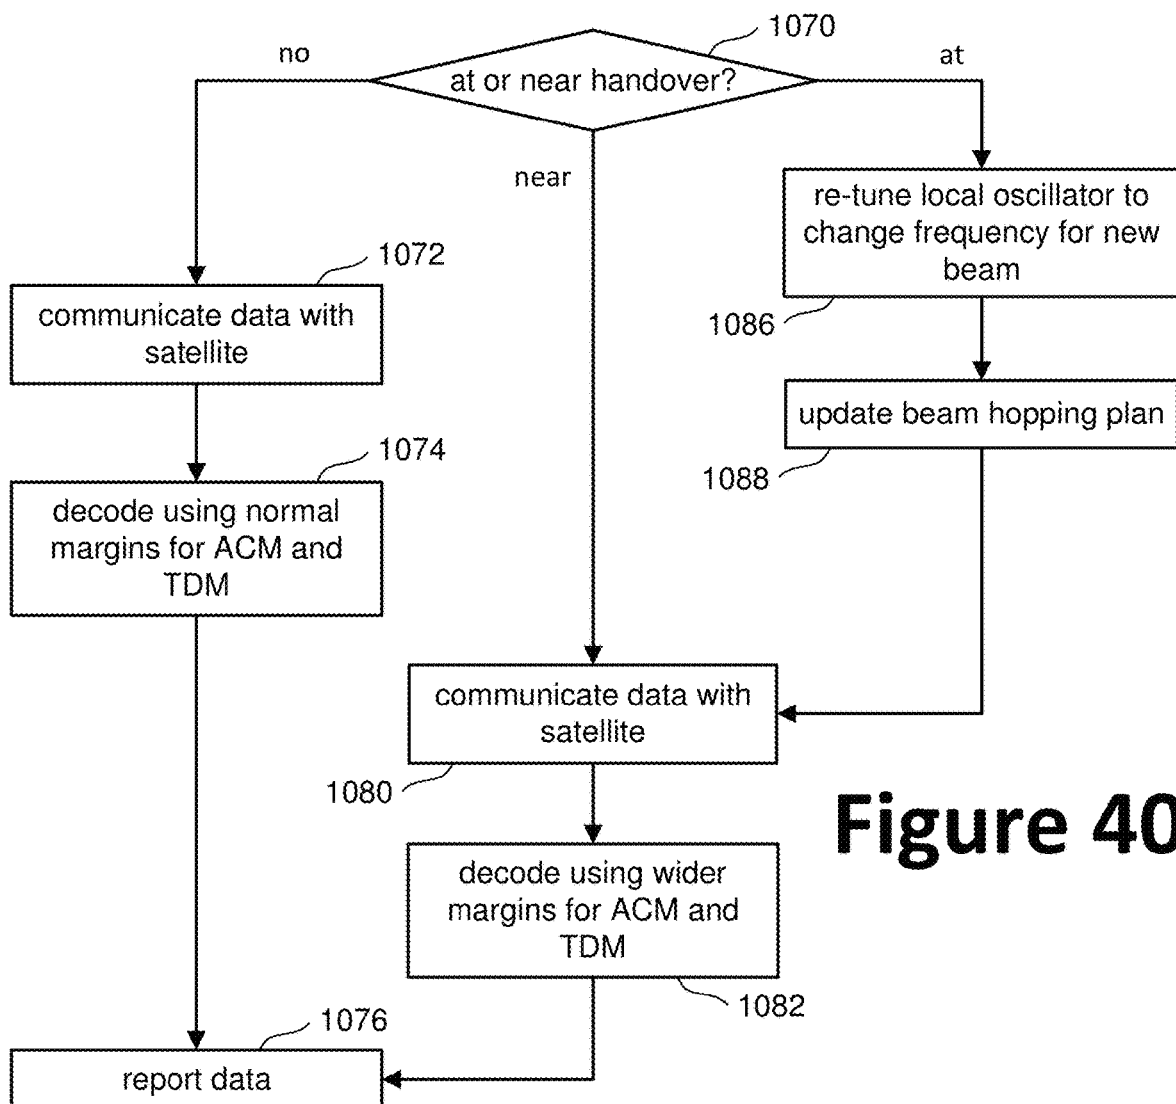 1070
no
at
at or near handover?
near
re-tune local oscillator to
change frequency for new
beam
1086
1072
communicate data with
satellite
update beam hopping plan
1088
1074
decode using normal
margins for ACM and
TDM
communicate data with
satellite
1080
Figure 40
decode using wider
margins for ACM and
TDM
1082
1076
report data